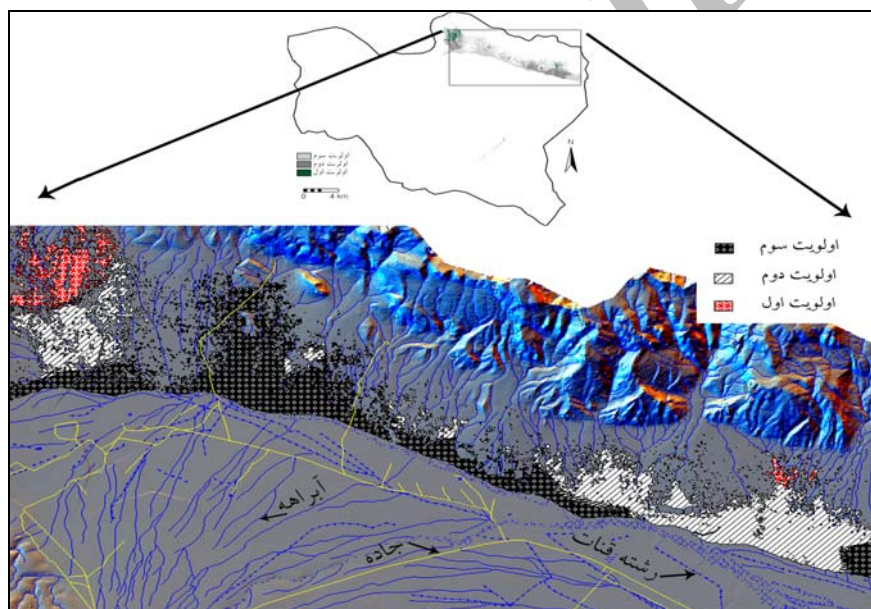 N
اولویت سوم
اولویت دوم
اولویت اول
0 4 km
اولویت سوم
اولویت دوم
اولویت اول
آبراهه
جاده
رشته قنات